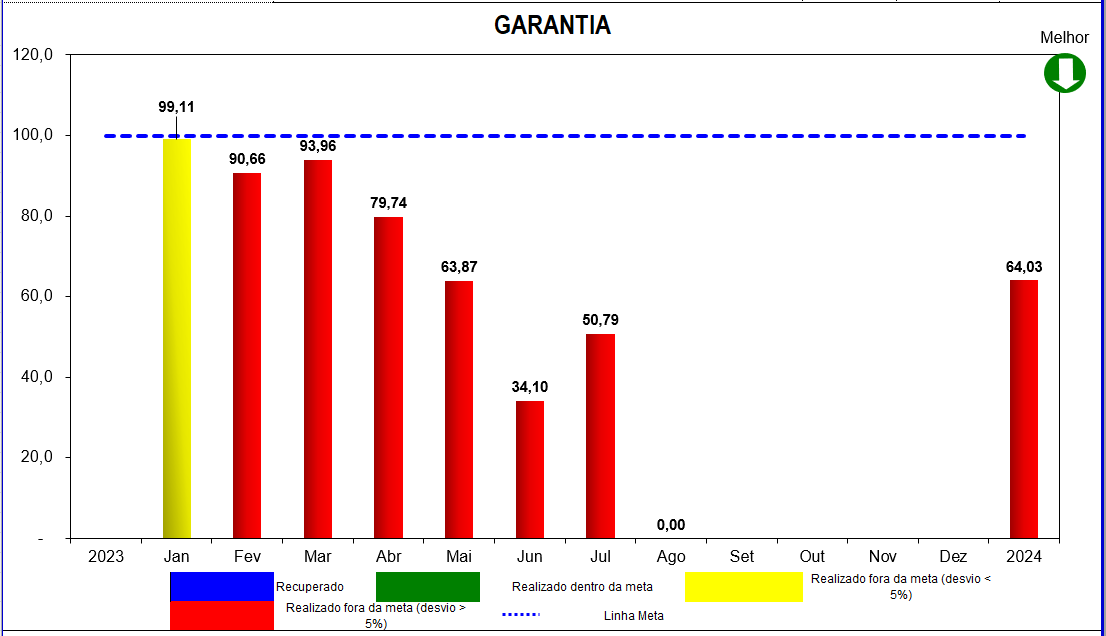 GARANTIA
Melhor
120,0
99,11
100,0
93,96
90,66
80,0
79,74
63,87
64,03
60,0
50,79
40,0
34,10
20,0
0,00
-
2023 Jan Fev Mar Abr Mai Jun Jul Ago Set Out Nov Dez 2024
Recuperado
Realizado dentro da meta
Realizado fora da meta (desvio <
5%)
Realizado fora da meta (desvio >
5%)
Linha Meta